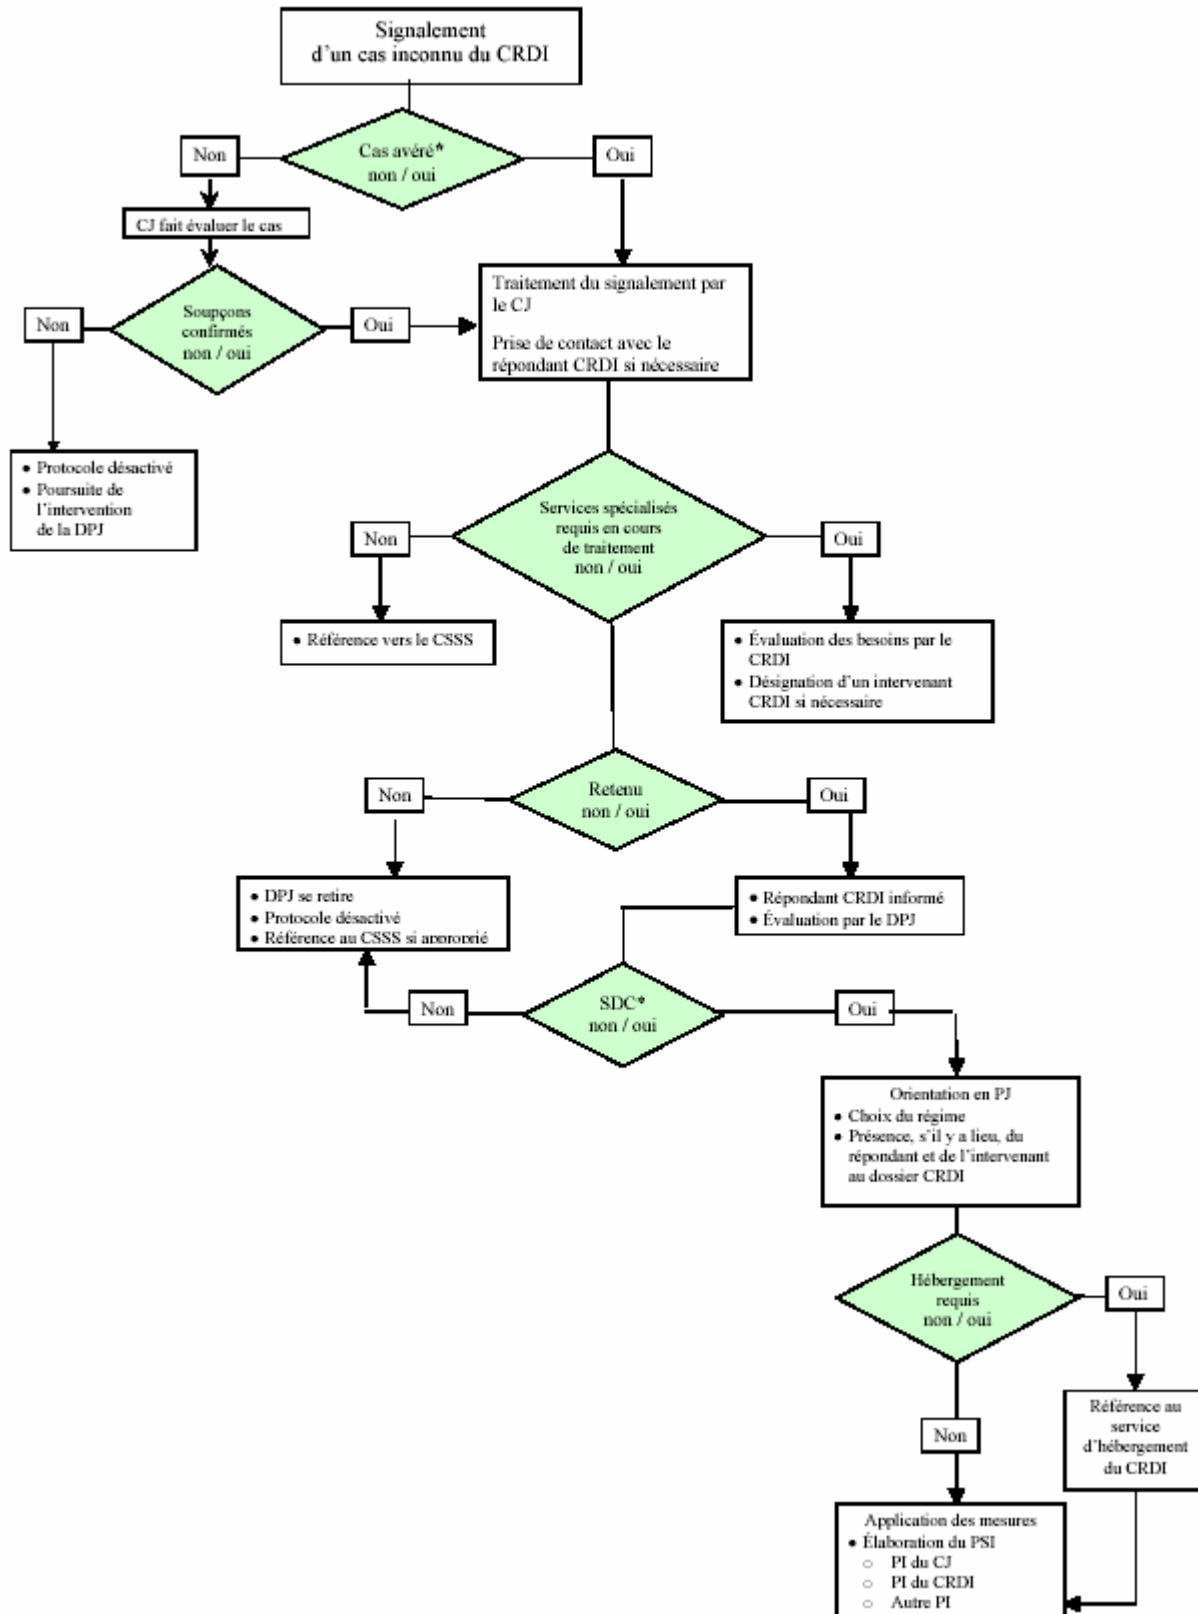 Signalement
d'un cas inconnu du CRDI
Cas avéré*
non / oui
Non
Oui
CJ fait évaluer le cas
Soupçons
confirmés
non / oui
Non
Oui
Traitement du signalement par
le CJ
Prise de contact avec le
répondant CRDI si nécessaire
• Protocole désactivé
• Poursuite de
l'intervention
de la DPJ
Services spécialisés
requis en cours
de traitement
non / oui
Non
Oui
• Référence vers le CSSS
• Évaluation des besoins par le
CRDI
• Désignation d'un intervenant
CRDI si nécessaire
Retenu
non / oui
Non
Oui
• DPJ se retire
• Protocole désactivé
• Référence au CSSS si approprié
• Répondant CRDI informé
• Évaluation par le DPJ
SDC*
non / oui
Non
Oui
Orientation en PJ
• Choix du régime
• Présence, s'il y a lieu, du
répondant et de l'intervenant
au dossier CRDI
Hébergement
requis
non / oui
Oui
Non
Référence au
service
d'hébergement
du CRDI
Application des mesures
• Élaboration du PSI
○ PI du CJ
○ PI du CRDI
○ Autre PI